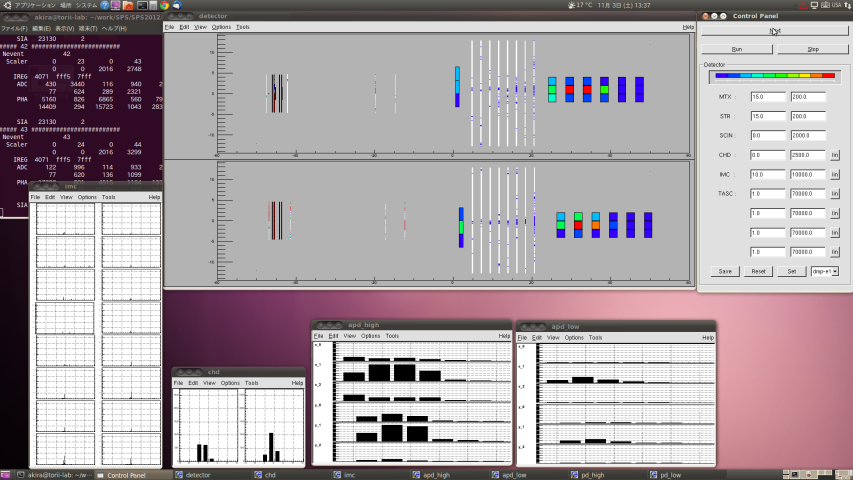 アプリケーション 場所 システム
17 °C 11月 3日(土) 13:37
USA
akira@torii-lab: ~/work/SPS/SPS2012
ファイル(F) 編集(E) 表示(V) 端末(T) ヘルプ(H)
SIA 23130 2
##### 42 ####################
Nevent 42
Scaler 0 23 0 43
0 0 2016 2748
IREG 4071 ffff 7fff
ADC 430 3440 116 940
77 624 289 2321
PHA 5160 826 6865 560
14409 294 15723 1043
SIA 23130 2
##### 43 ####################
Nevent 43
Scaler 0 24 0 44
0 0 2016 3299
IREG 4071 ffff 7fff
ADC 122 996 114 933
77 620 136 1099
PHA
SIA
detector
File Edit View Options Tools Help
Control Panel
Run Stop
Detector
MTX : 15.0 200.0
STR : 15.0 200.0
SCIN : 0.0 2000.0
CHD : 0.0 2500.0 lin
IMC : 10.0 10000.0 lin
TASC : 1.0 70000.0 lin
1.0 70000.0 lin
1.0 70000.0 lin
1.0 70000.0 lin
Save Reset Set dmp-e1
imc
File Edit View Options Tools Help
chd
File Edit View Options Tools Help
apd_high
File Edit View Options Tools Help
apd_low
File Edit View Options Tools Help
akira@torii-lab: ~/w... Control Panel detector chd imc apd_high apd_low pd_high pd_low